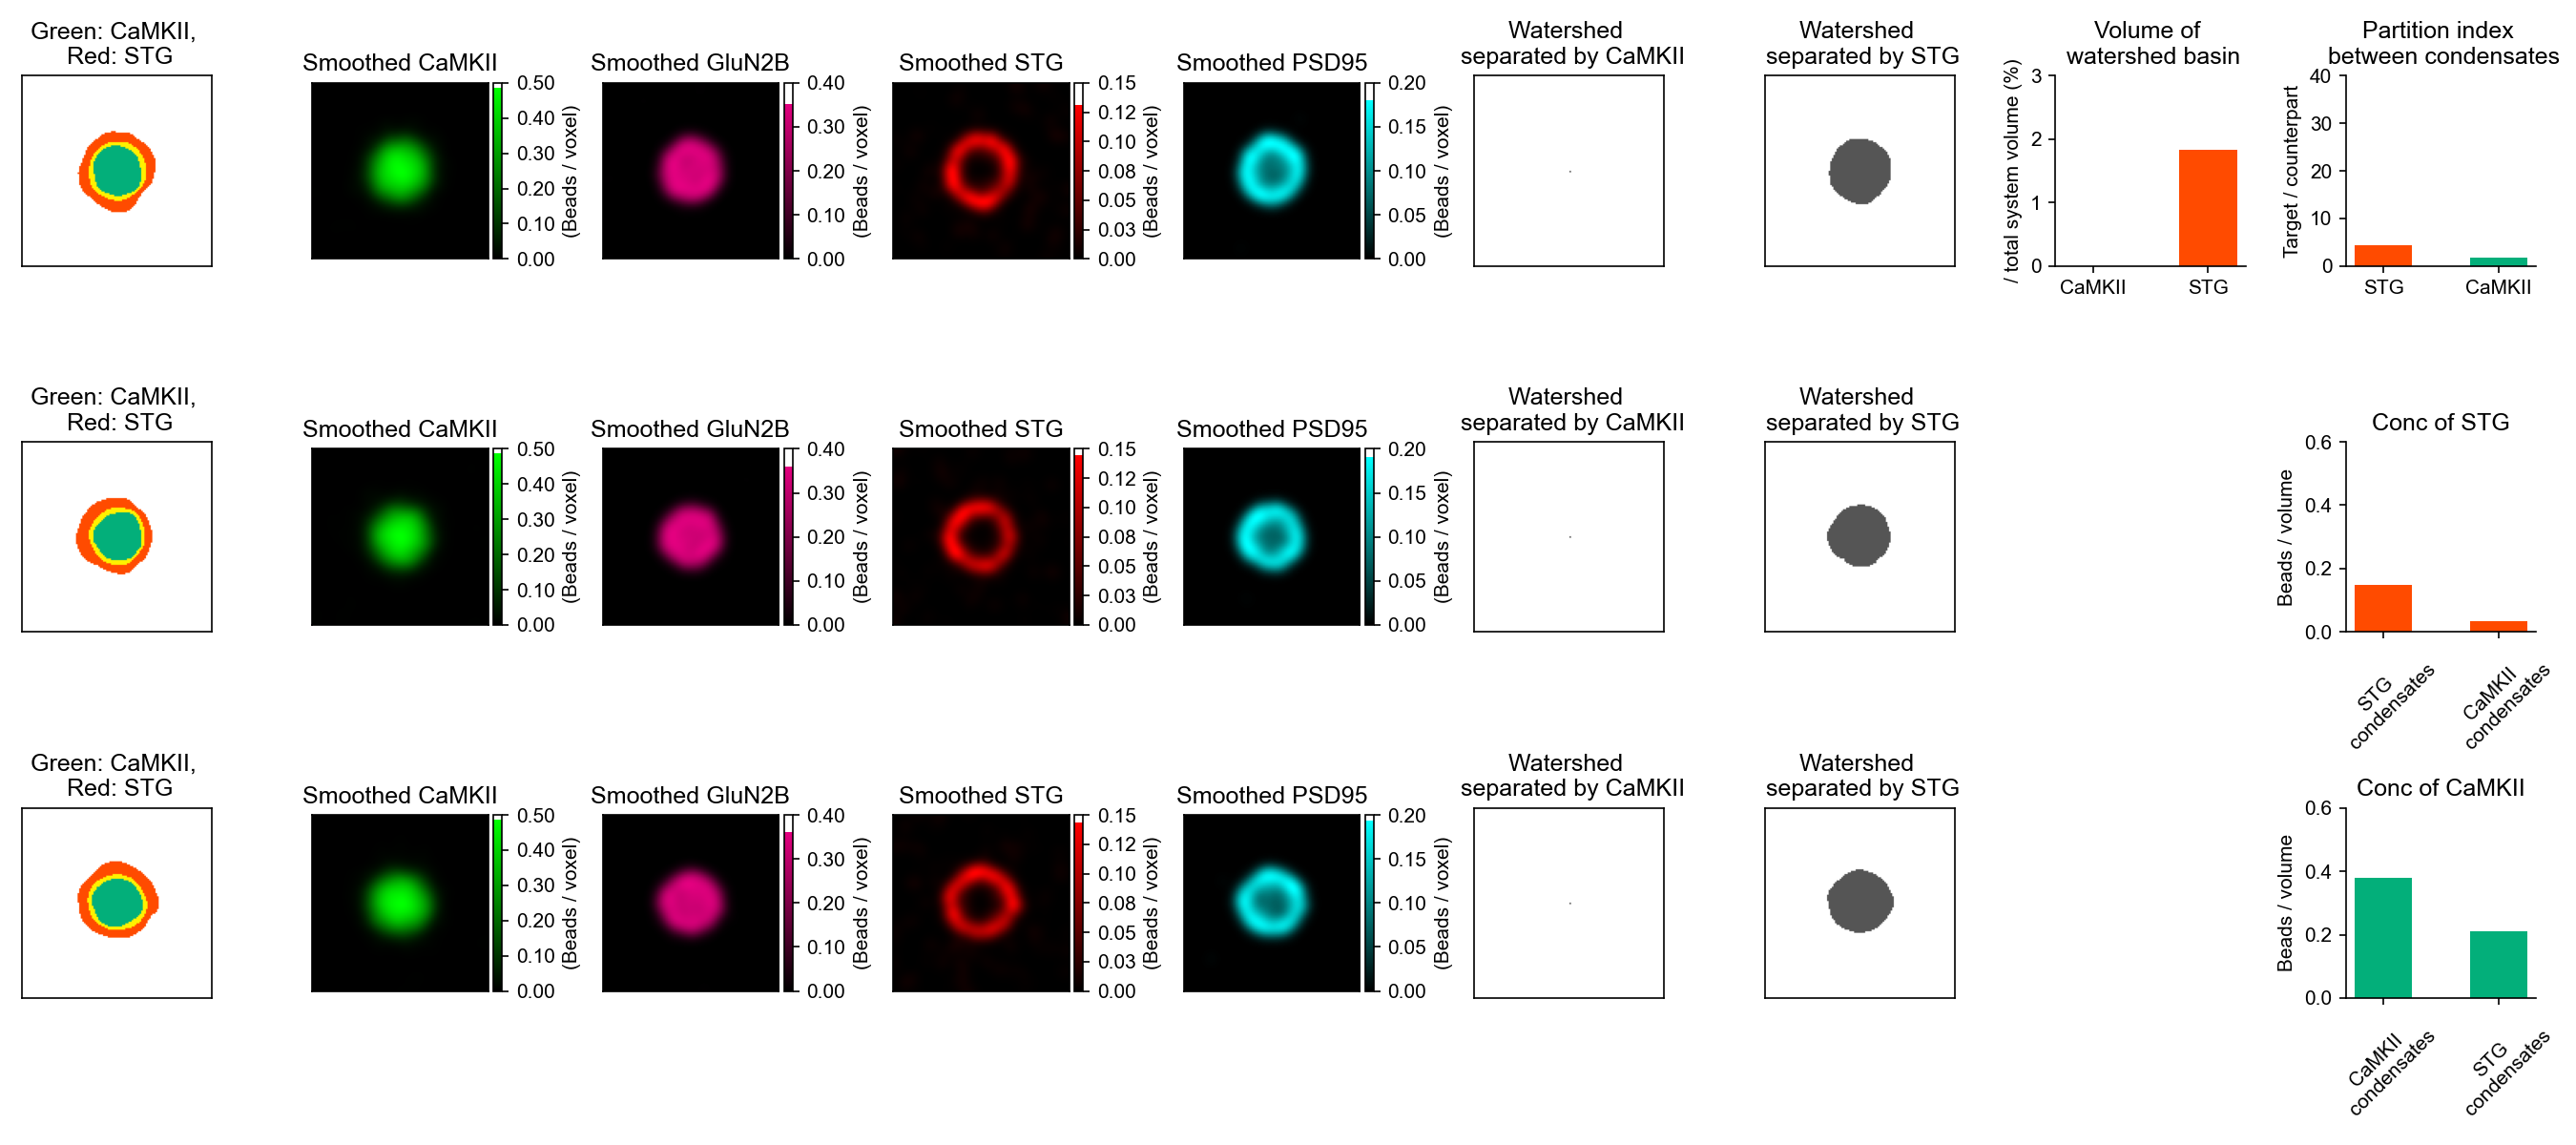 Green: CaMKII,
Red: STG
Smoothed CaMKII
0.50
0.40
0.30
0.20
0.10
0.00
(Beads / voxel)
Smoothed GluN2B
0.40
0.30
0.20
0.10
0.00
(Beads / voxel)
Smoothed STG
0.15
0.12
0.10
0.08
0.05
0.03
0.00
(Beads / voxel)
Smoothed PSD95
0.20
0.15
0.10
0.05
0.00
(Beads / voxel)
Watershed
separated by CaMKII
Watershed
separated by STG
Volume of
watershed basin
/ total system volume (%)
3
2
1
0
CaMKII
STG
Partition index
between condensates
Target / counterpart
40
30
20
10
0
STG
CaMKII
Green: CaMKII,
Red: STG
Smoothed CaMKII
0.50
0.40
0.30
0.20
0.10
0.00
(Beads / voxel)
Smoothed GluN2B
0.40
0.30
0.20
0.10
0.00
(Beads / voxel)
Smoothed STG
0.15
0.12
0.10
0.08
0.05
0.03
0.00
(Beads / voxel)
Smoothed PSD95
0.20
0.15
0.10
0.05
0.00
(Beads / voxel)
Watershed
separated by CaMKII
Watershed
separated by STG
Conc of STG
Beads / volume
0.6
0.4
0.2
0.0
STG
condensates
CaMKII
condensates
Green: CaMKII,
Red: STG
Smoothed CaMKII
0.50
0.40
0.30
0.20
0.10
0.00
(Beads / voxel)
Smoothed GluN2B
0.40
0.30
0.20
0.10
0.00
(Beads / voxel)
Smoothed STG
0.15
0.12
0.10
0.08
0.05
0.03
0.00
(Beads / voxel)
Smoothed PSD95
0.20
0.15
0.10
0.05
0.00
(Beads / voxel)
Watershed
separated by CaMKII
Watershed
separated by STG
Conc of CaMKII
Beads / volume
0.6
0.4
0.2
0.0
CaMKII
condensates
STG
condensates